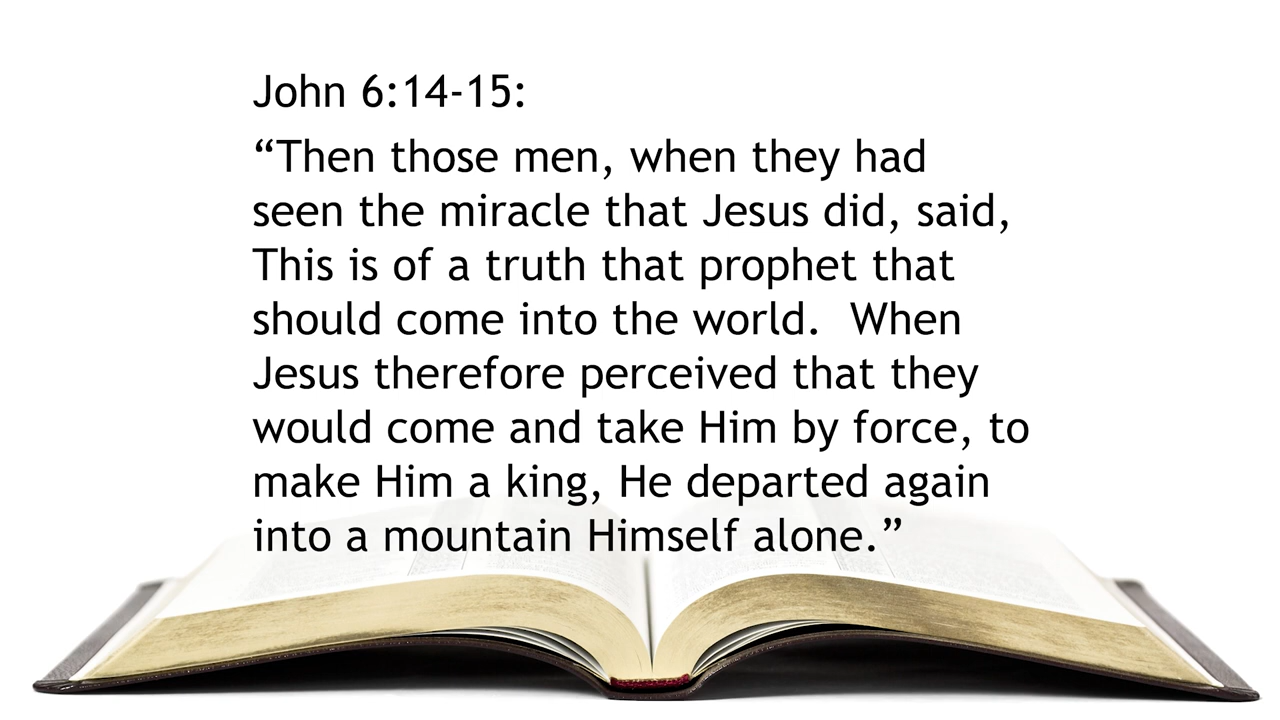 John 6:14-15:
“Then those men, when they had
seen the miracle that Jesus did, said,
This is of a truth that prophet that
should come into the world.  When
Jesus therefore perceived that they
would come and take Him by force, to
make Him a king, He departed again
into a mountain Himself alone.”